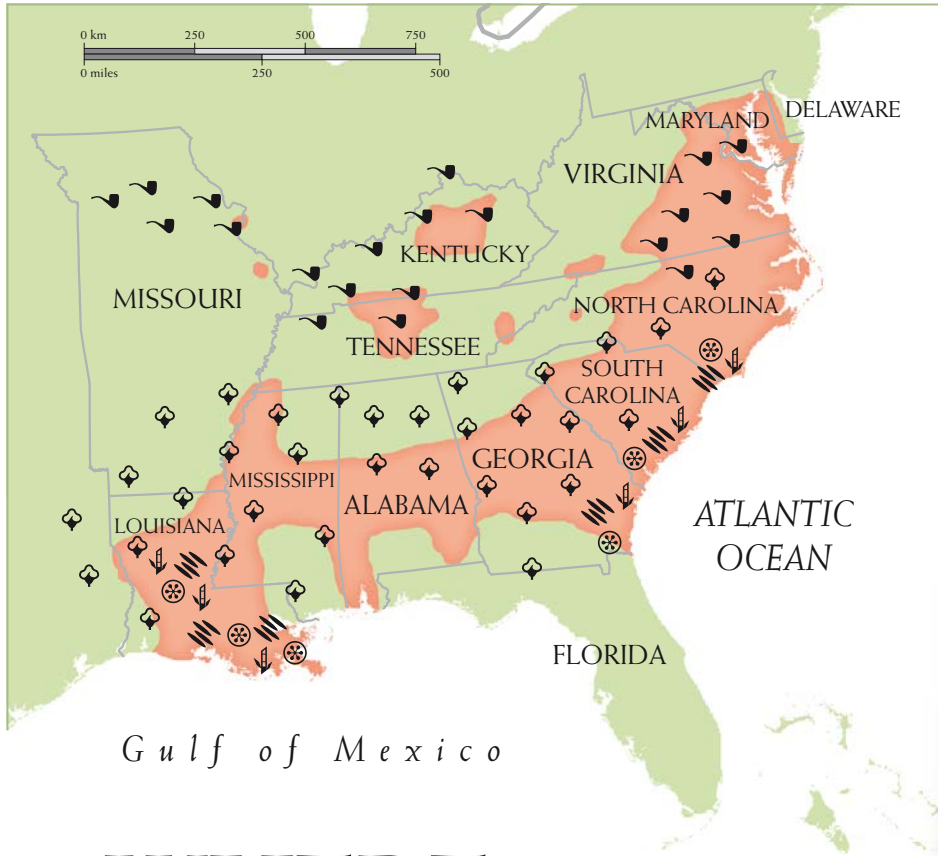 0 km 250 500 750
0 miles 250 500
MARYLAND
DELAWARE
VIRGINIA
KENTUCKY
MISSOURI
NORTH CAROLINA
TENNESSEE
SOUTH
CAROLINA
GEORGIA
MISSISSIPPI
ALABAMA
LOUISIANA
ATLANTIC
OCEAN
FLORIDA
Gulf of Mexico